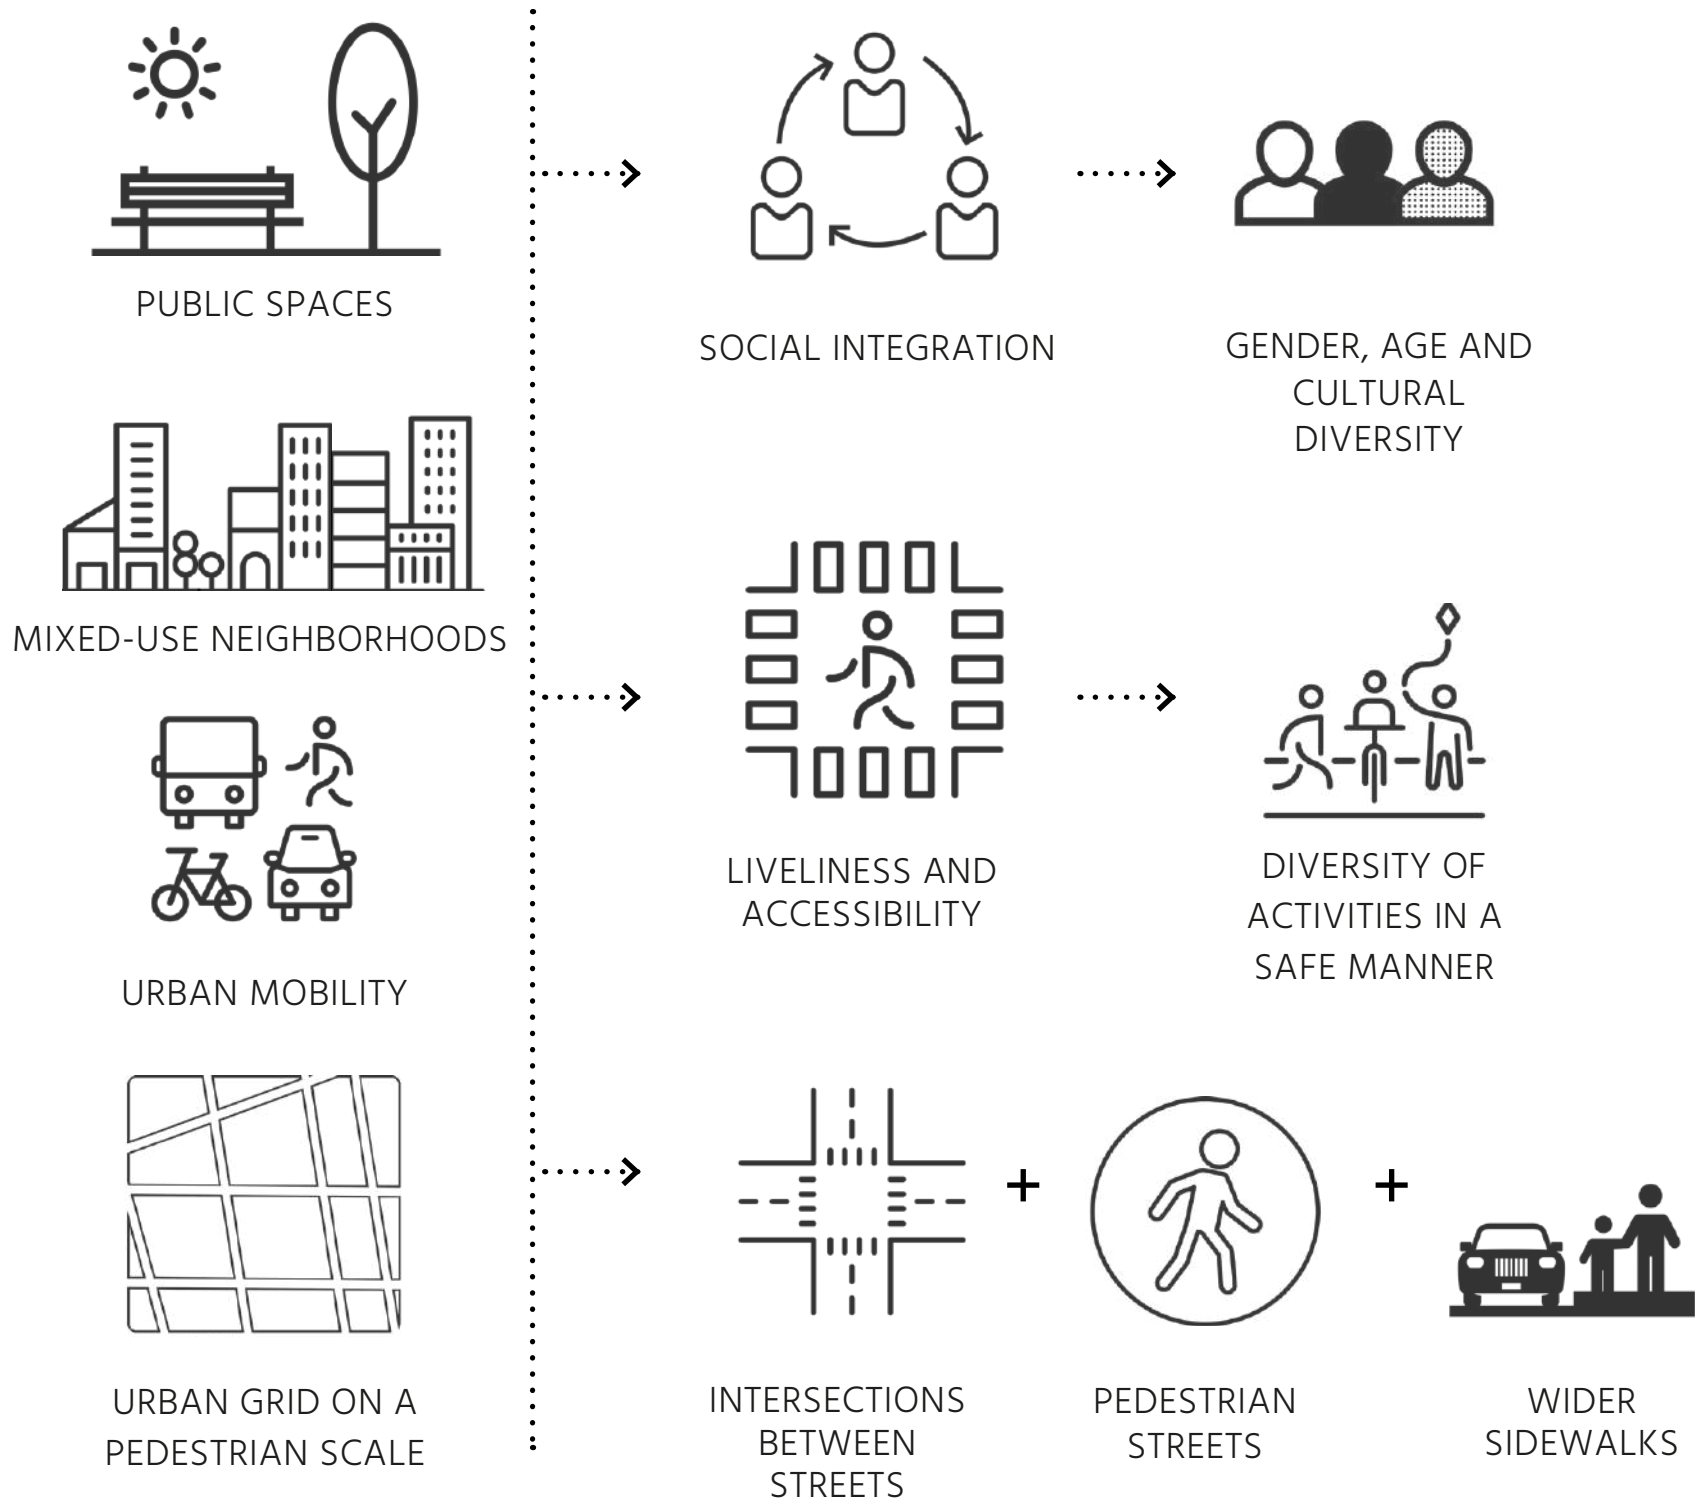 PUBLIC SPACES
MIXED-USE NEIGHBORHOODS
URBAN MOBILITY
URBAN GRID ON A
PEDESTRIAN SCALE
SOCIAL INTEGRATION
GENDER, AGE AND
CULTURAL
DIVERSITY
LIVELINESS AND
ACCESSIBILITY
DIVERSITY OF
ACTIVITIES IN A
SAFE MANNER
INTERSECTIONS
BETWEEN
STREETS
+
PEDESTRIAN
STREETS
+
WIDER
SIDEWALKS